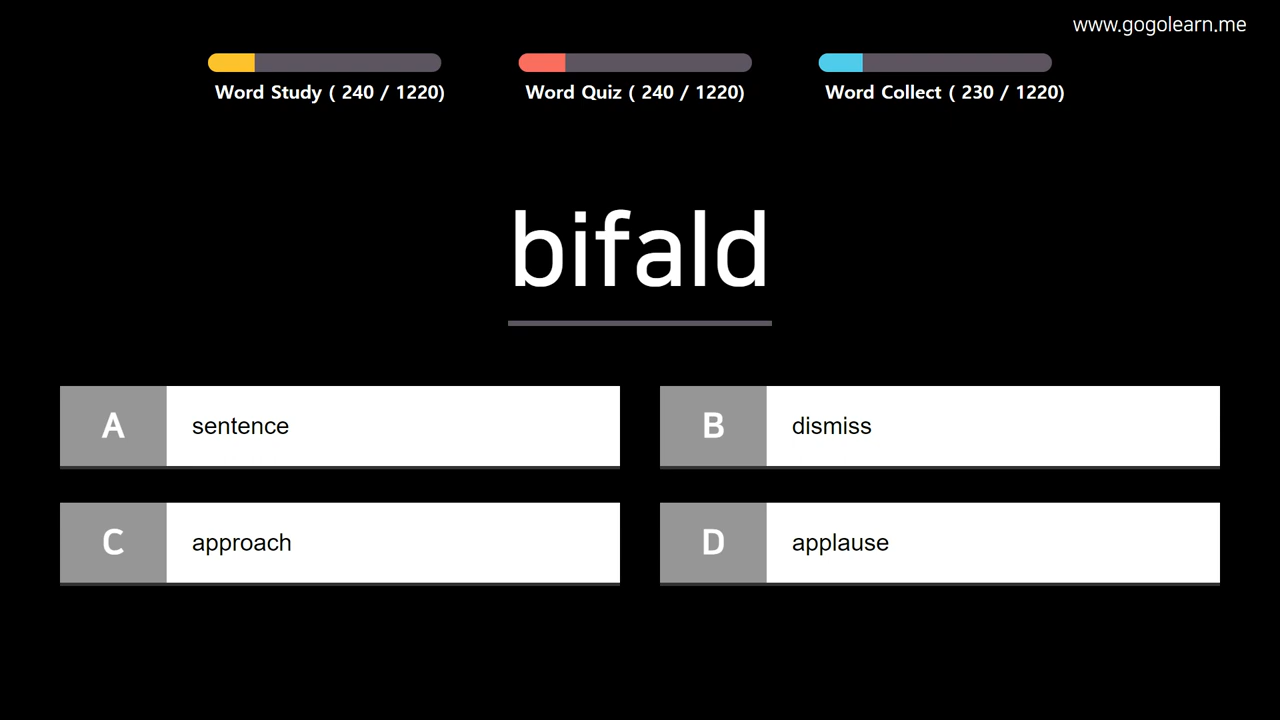 www.gogolearn.me
Word Study ( 240 / 1220)
Word Quiz ( 240 / 1220)
Word Collect ( 230 / 1220)
bifald
A sentence
B dismiss
C approach
D applause